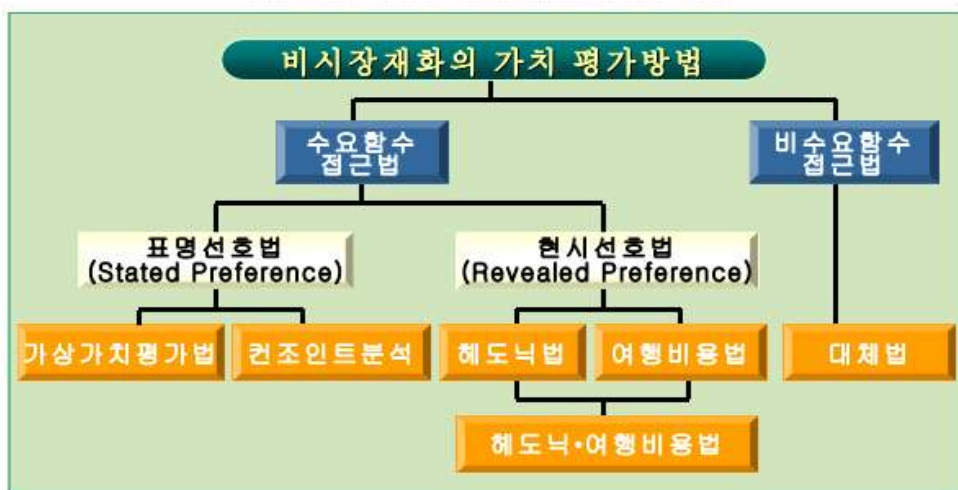 비시장재화의 가치 평가방법
수요함수
접근법
비수요함수
접근법
표명선호법
(Stated Preference)
현시선호법
(Revealed Preference)
가상가치평가법
컨조인트분석
헤도닉법
여행비용법
대체법
헤도닉·여행비용법